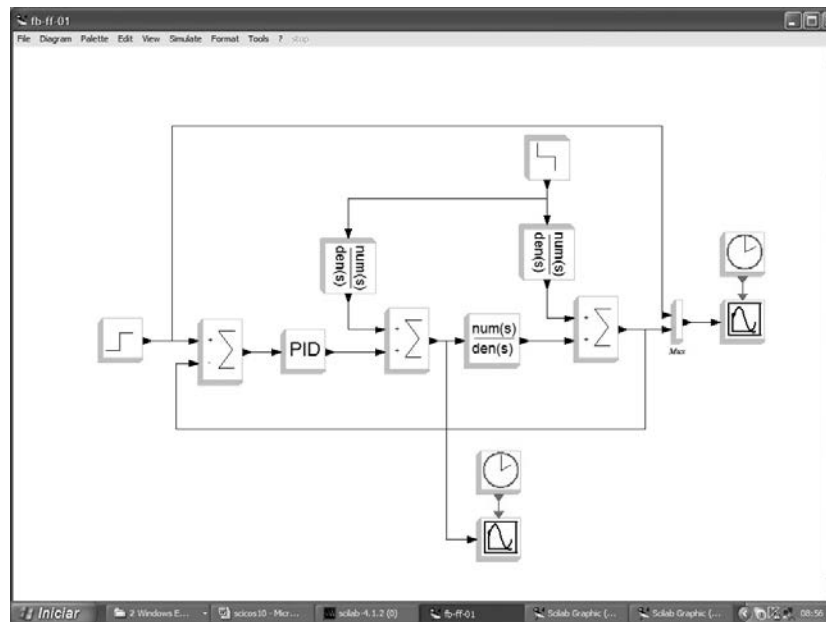 fb-ff-01
File Diagram Palette Edit View Simulate Format Tools ? stop
num(s)
den(s)
num(s)
den(s)
PID
num(s)
den(s)
Mux
Iniciar
2 Windows E...
scicos10 - Micr...
scilab-4.1.2 (0)
fb-ff-01
Scilab Graphic (...
Scilab Graphic (...
08:56